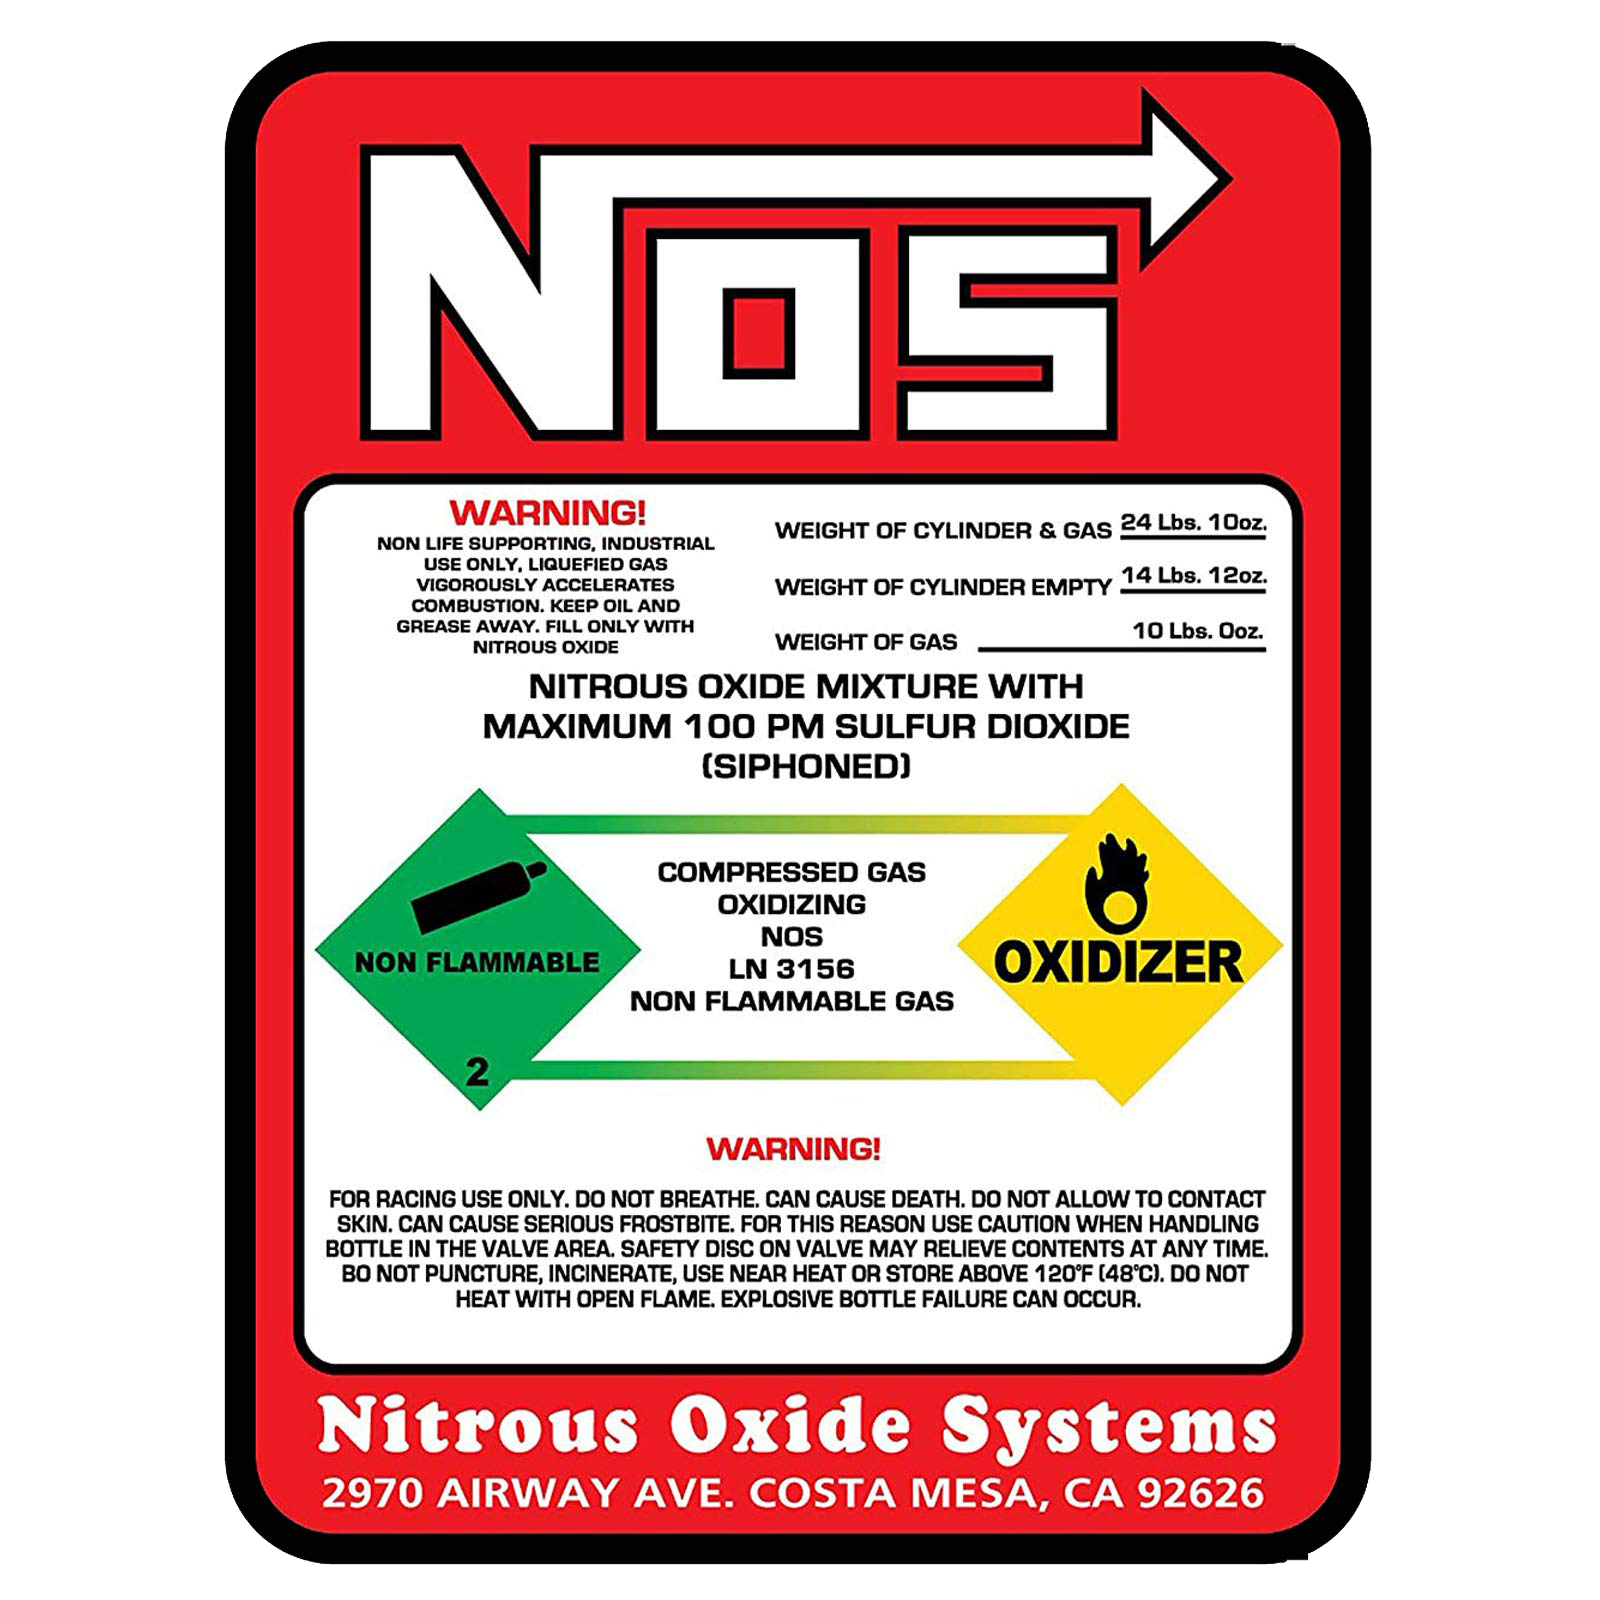 NOS
WARNING!
NON LIFE SUPPORTING, INDUSTRIAL
USE ONLY, LIQUEFIED GAS
VIGOROUSLY ACCELERATES
COMBUSTION. KEEP OIL AND
GREASE AWAY. FILL ONLY WITH
NITROUS OXIDE
WEIGHT OF CYLINDER & GAS 24 Lbs. 10oz.
WEIGHT OF CYLINDER EMPTY 14 Lbs. 12oz.
WEIGHT OF GAS 10 Lbs. 0oz.
NITROUS OXIDE MIXTURE WITH
MAXIMUM 100 PM SULFUR DIOXIDE
(SIPHONED)
NON FLAMMABLE
2
COMPRESSED GAS
OXIDIZING
NOS
LN 3156
NON FLAMMABLE GAS
OXIDIZER
WARNING!
FOR RACING USE ONLY. DO NOT BREATHE. CAN CAUSE DEATH. DO NOT ALLOW TO CONTACT
SKIN. CAN CAUSE SERIOUS FROSTBITE. FOR THIS REASON USE CAUTION WHEN HANDLING
BOTTLE IN THE VALVE AREA. SAFETY DISC ON VALVE MAY RELIEVE CONTENTS AT ANY TIME.
BO NOT PUNCTURE, INCINERATE, USE NEAR HEAT OR STORE ABOVE 120°F (48°C). DO NOT
HEAT WITH OPEN FLAME. EXPLOSIVE BOTTLE FAILURE CAN OCCUR.
Nitrous Oxide Systems
2970 AIRWAY AVE. COSTA MESA, CA 92626